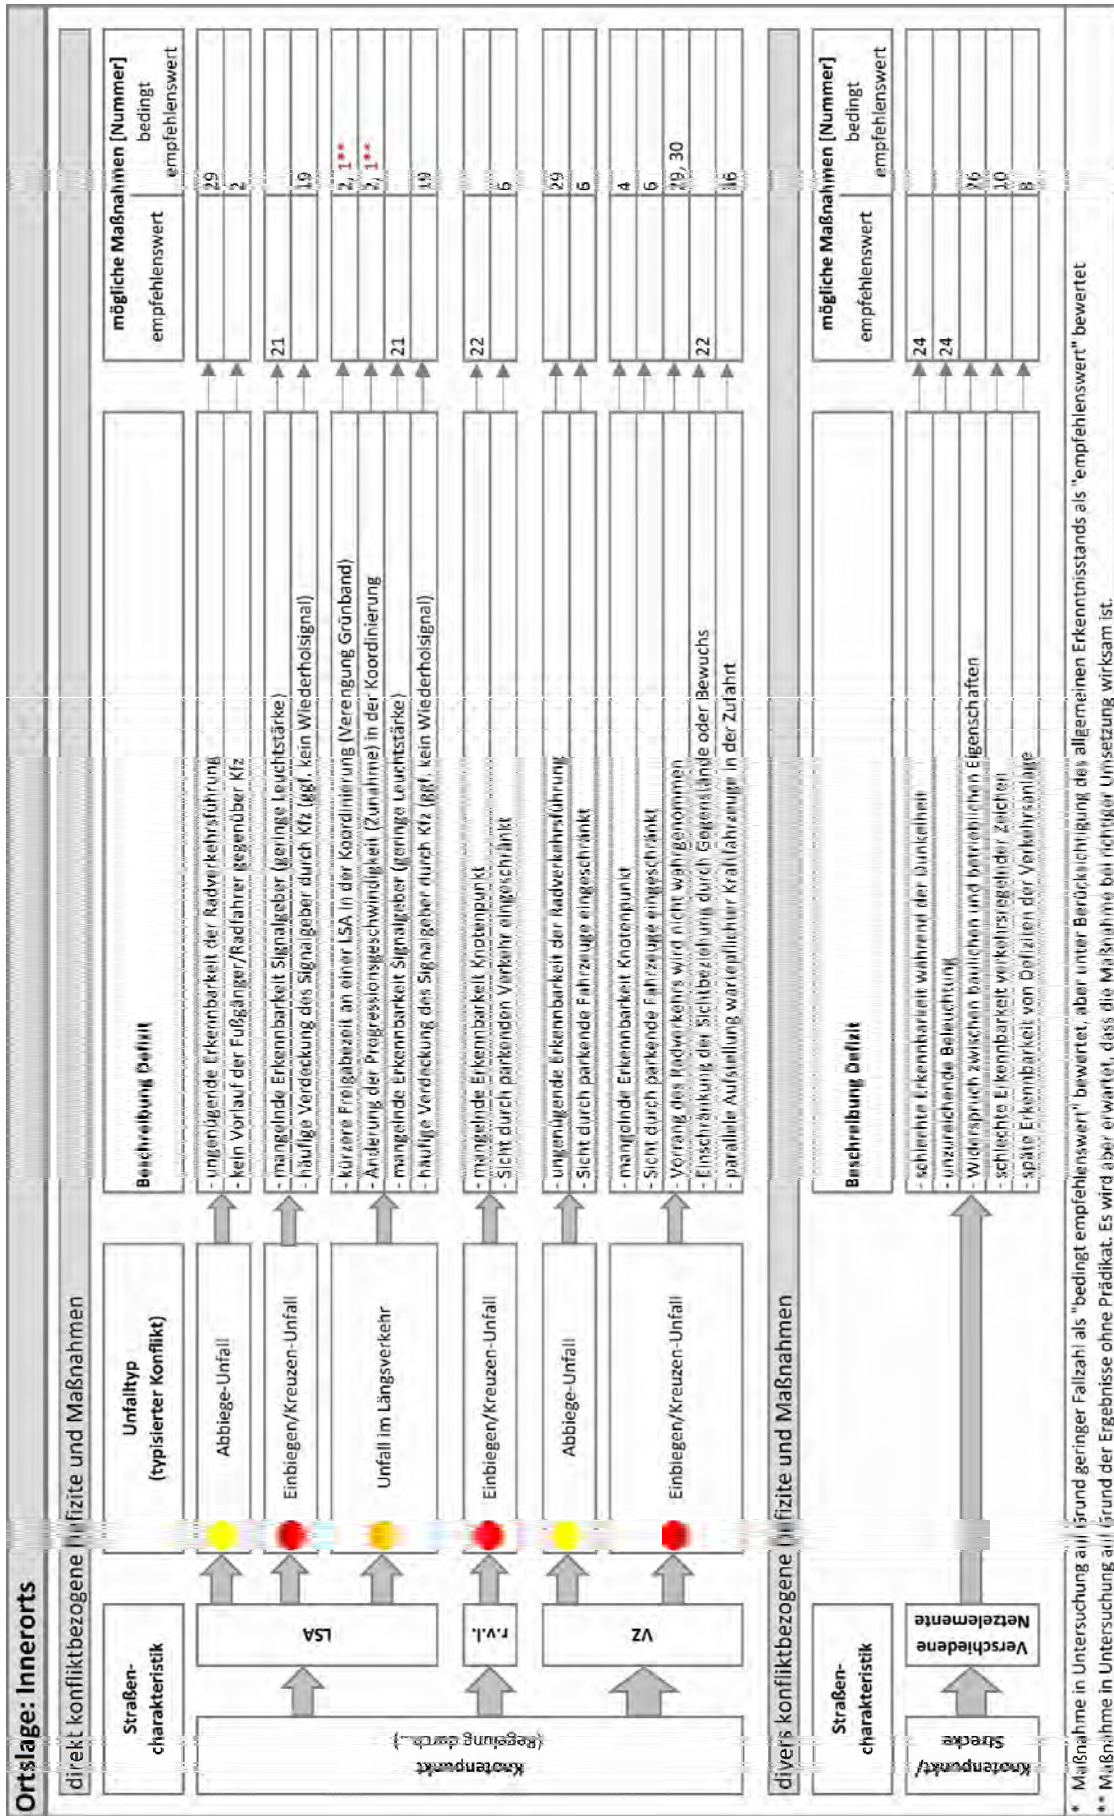 Ortslage: Innerorts
direkt konfliktbezogene Defizite und Maßnahmen
Straßen-
charakteristik
Unfalltyp
(typisierter Konflikt)
Beschreibung Defizit
mögliche Maßnahmen [Nummer]
empfehlenswert
bedingt
empfehlenswert
Knotenpunkt
(Regelung durch...)
LSA
Abbiege-Unfall
- ungenügende Erkennbarkeit der Radverkehrsführung
29
- kein Vorlauf der Fußgänger/Radfahrer gegenüber Kfz
2
Einbiegen/Kreuzen-Unfall
- mangelnde Erkennbarkeit Signalgeber (geringe Leuchtstärke)
21
- häufige Verdeckung des Signalgeber durch Kfz (ggf. kein Wiederholsignal)
19
Unfall im Längsverkehr
- kürzere Freigabezeit an einer LSA in der Koordinierung (Verengung Grünband)
2, 1**
- Änderung der Progressionsgeschwindigkeit (Zunahme) in der Koordinierung
2, 1**
- mangelnde Erkennbarkeit Signalgeber (geringe Leuchtstärke)
21
- häufige Verdeckung des Signalgeber durch Kfz (ggf. kein Wiederholsignal)
19
r.v.l.
Einbiegen/Kreuzen-Unfall
- mangelnde Erkennbarkeit Knotenpunkt
22
- Sicht durch parkenden Verkehr eingeschränkt
6
VZ
Abbiege-Unfall
- ungenügende Erkennbarkeit der Radverkehrsführung
29
- Sicht durch parkende Fahrzeuge eingeschränkt
6
Einbiegen/Kreuzen-Unfall
- mangelnde Erkennbarkeit Knotenpunkt
4
- Sicht durch parkende Fahrzeuge eingeschränkt
6
- Vorrang des Radverkehrs wird nicht wahrgenommen
29, 30
- Einschränkung der Sichtbeziehung durch Gegenstände oder Bewuchs
22
- parallele Aufstellung wartepflichtiger Kraftfahrzeuge in der Zufahrt
16
divers konfliktbezogene Defizite und Maßnahmen
Straßen-
charakteristik
Beschreibung Defizit
mögliche Maßnahmen [Nummer]
empfehlenswert
bedingt
empfehlenswert
Knotenpunkt/
Strecke
Verschiedene
Netzelemente
- schlechte Erkennbarkeit während der Dunkelheit
24
- unzureichende Beleuchtung
24
- Widerspruch zwischen baulichen und betrieblichen Eigenschaften
26
- schlechte Erkennbarkeit verkehrsregelnder Zeichen
10
- späte Erkennbarkeit von Defiziten der Verkehrsanlage
8
* Maßnahme in Untersuchung auf Grund geringer Fallzahl als "bedingt empfehlenswert" bewertet, aber unter Berücksichtigung des allgemeinen Erkenntnisstands als "empfehlenswert" bewertet
** Maßnahme in Untersuchung auf Grund der Ergebnisse ohne Prädikat. Es wird aber erwartet, dass die Maßnahme bei richtiger Umsetzung wirksam ist.